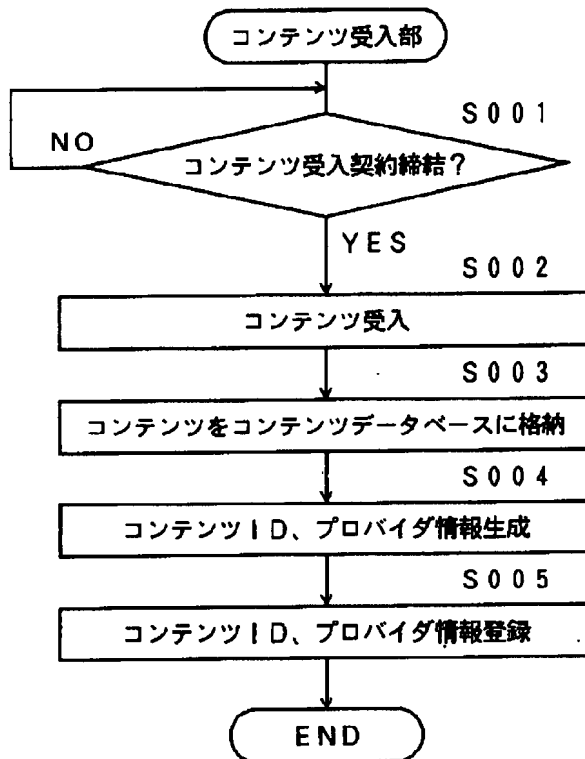 コンテンツ受入部
S001
NO
コンテンツ受入契約締結？
YES
S002
コンテンツ受入
S003
コンテンツをコンテンツデータベースに格納
S004
コンテンツID、プロバイダ情報生成
S005
コンテンツID、プロバイダ情報登録
END